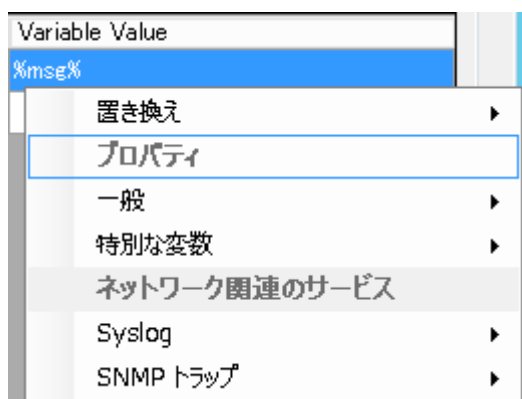 Variable Value
%msg%
置き換え
プロパティ
一般
特別な変数
ネットワーク関連のサービス
Syslog
SNMP トラップ